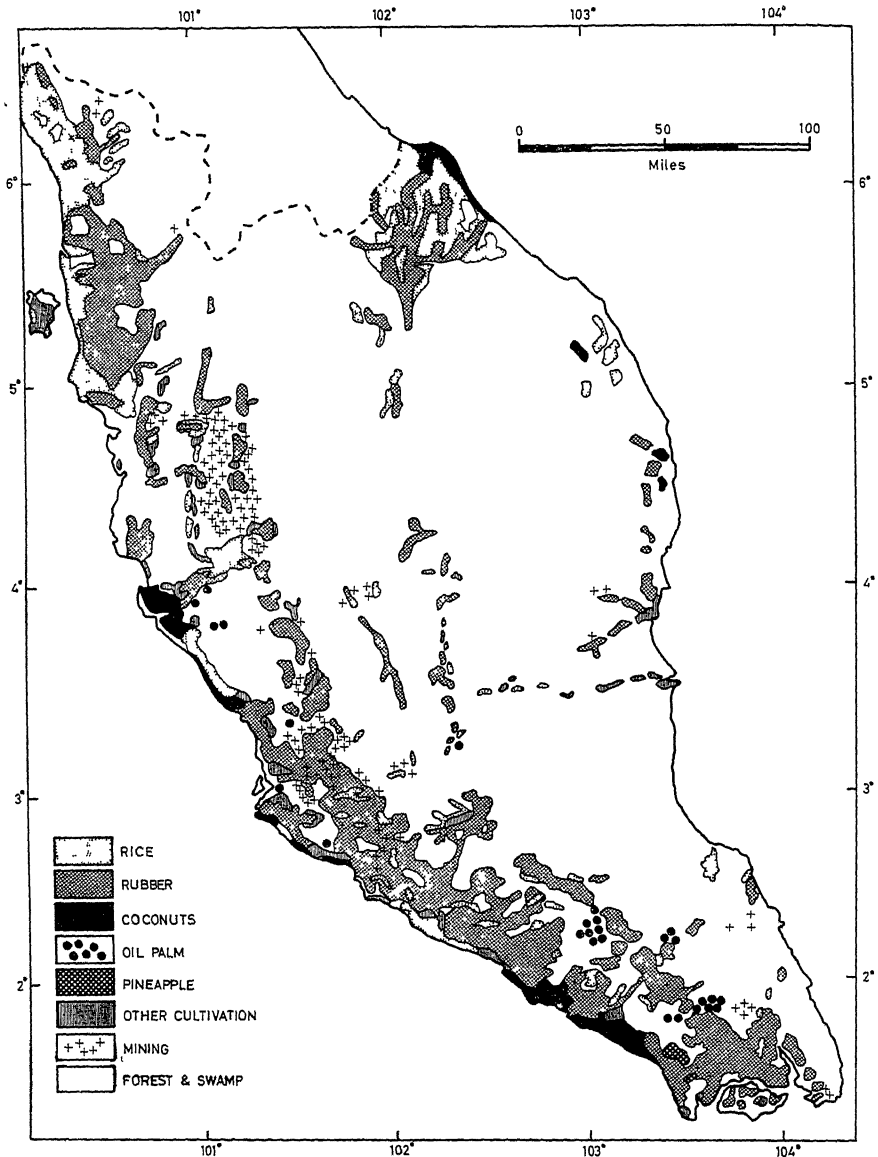 101° 102° 103° 104°
0 50 100
Miles
6° 6°
5° 5°
4° 4°
3° 3°
RICE
RUBBER
COCONUTS
OIL PALM
2° 2°
PINEAPPLE
OTHER CULTIVATION
MINING
FOREST & SWAMP
101° 102° 103° 104°